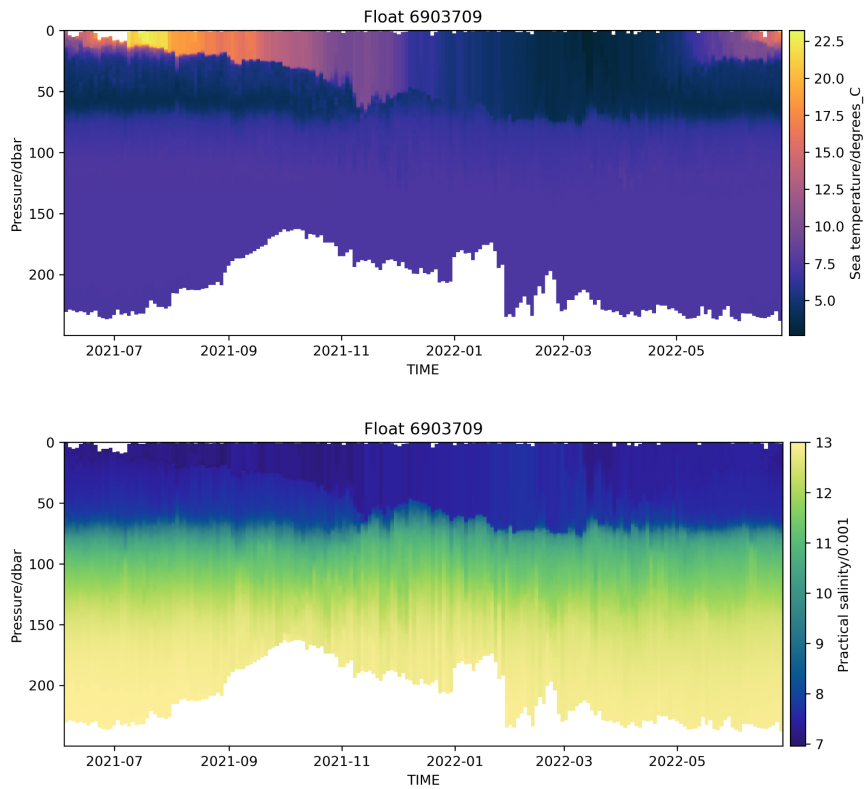 Float 6903709
0
50
100
150
200
Pressure/dbar
2021-07 2021-09 2021-11 2022-01 2022-03 2022-05
TIME
22.5
20.0
17.5
15.0
12.5
10.0
7.5
5.0
Sea temperature/degrees_C
Float 6903709
0
50
100
150
200
Pressure/dbar
2021-07 2021-09 2021-11 2022-01 2022-03 2022-05
TIME
13
12
11
10
9
8
7
Practical salinity/0.001